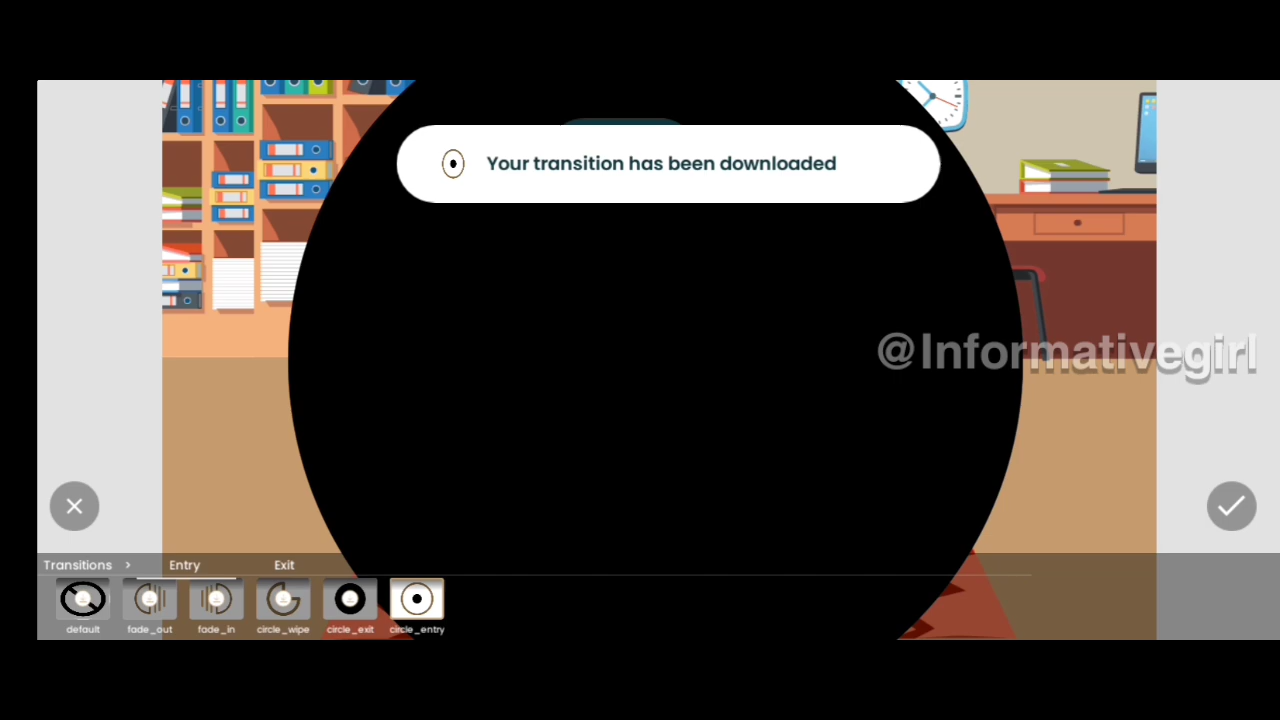 Your transition has been downloaded
@Informativegirl
Transitions > Entry Exit
default fade_out fade_in circle_wipe circle_exit circle_entry